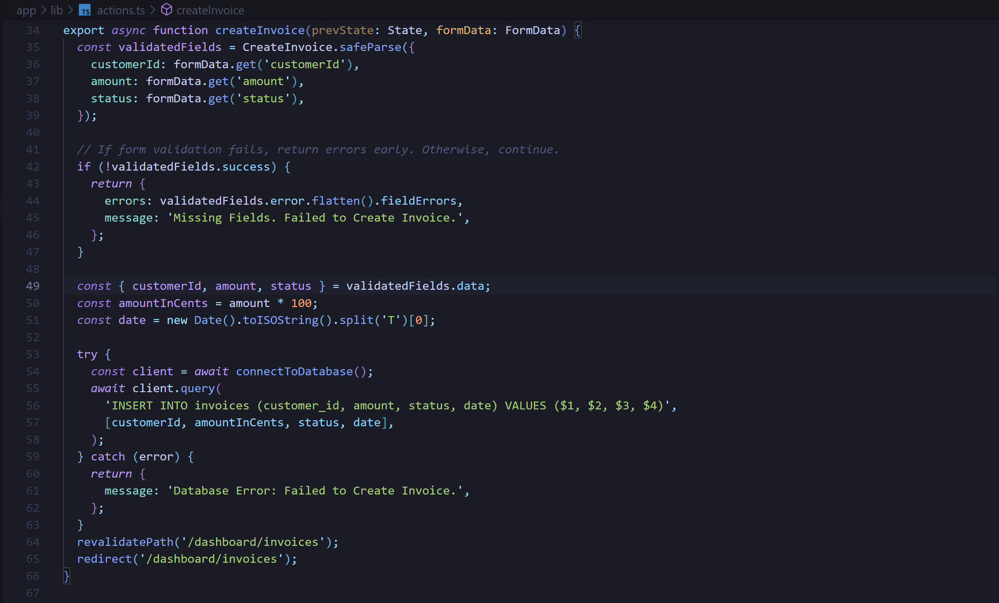 app > lib > TS actions.ts > createInvoice
34 export async function createInvoice(prevState: State, formData: FormData) {
35 const validatedFields = CreateInvoice.safeParse({
36 customerId: formData.get('customerId'),
37 amount: formData.get('amount'),
38 status: formData.get('status'),
39 });
40
41 // If form validation fails, return errors early. Otherwise, continue.
42 if (!validatedFields.success) {
43 return {
44 errors: validatedFields.error.flatten().fieldErrors,
45 message: 'Missing Fields. Failed to Create Invoice.',
46 };
47 }
48
49 const { customerId, amount, status } = validatedFields.data;
50 const amountInCents = amount * 100;
51 const date = new Date().toISOString().split('T')[0];
52
53 try {
54 const client = await connectToDatabase();
55 await client.query(
56 'INSERT INTO invoices (customer_id, amount, status, date) VALUES ($1, $2, $3, $4)',
57 [customerId, amountInCents, status, date],
58 );
59 } catch (error) {
60 return {
61 message: 'Database Error: Failed to Create Invoice.',
62 };
63 }
64 revalidatePath('/dashboard/invoices');
65 redirect('/dashboard/invoices');
66 }
67